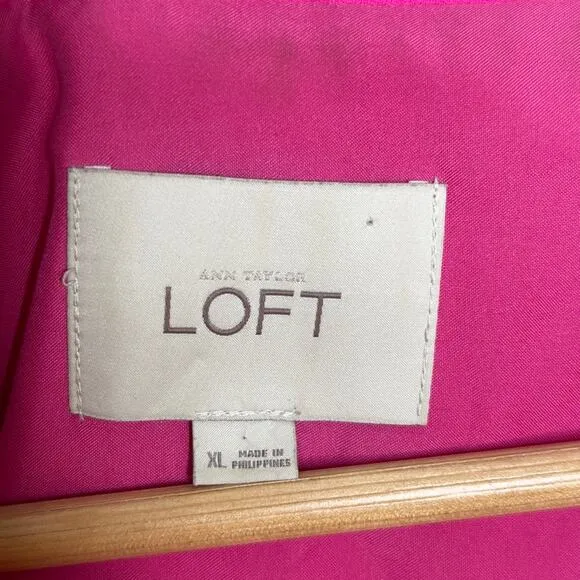 ANN TAYLOR
LOFT
XL
MADE IN
PHILIPPINES